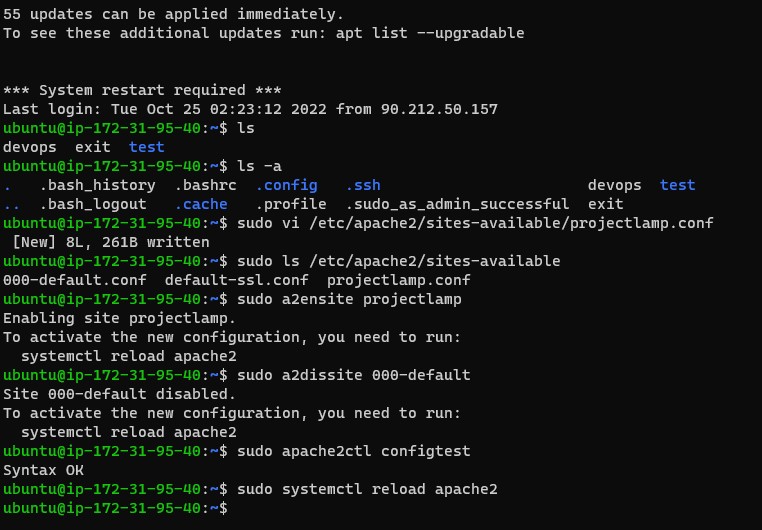 55 updates can be applied immediately.
To see these additional updates run: apt list --upgradable
*** System restart required ***
Last login: Tue Oct 25 02:23:12 2022 from 90.212.50.157
ubuntu@ip-172-31-95-40:~$ ls
devops  exit  test
ubuntu@ip-172-31-95-40:~$ ls -a
.   .bash_history  .bashrc  .config  .ssh                       devops  test
..  .bash_logout   .cache   .profile  .sudo_as_admin_successful  exit
ubuntu@ip-172-31-95-40:~$ sudo vi /etc/apache2/sites-available/projectlamp.conf
 [New] 8L, 261B written
ubuntu@ip-172-31-95-40:~$ sudo ls /etc/apache2/sites-available
000-default.conf  default-ssl.conf  projectlamp.conf
ubuntu@ip-172-31-95-40:~$ sudo a2ensite projectlamp
Enabling site projectlamp.
To activate the new configuration, you need to run:
  systemctl reload apache2
ubuntu@ip-172-31-95-40:~$ sudo a2dissite 000-default
Site 000-default disabled.
To activate the new configuration, you need to run:
  systemctl reload apache2
ubuntu@ip-172-31-95-40:~$ sudo apache2ctl configtest
Syntax OK
ubuntu@ip-172-31-95-40:~$ sudo systemctl reload apache2
ubuntu@ip-172-31-95-40:~$